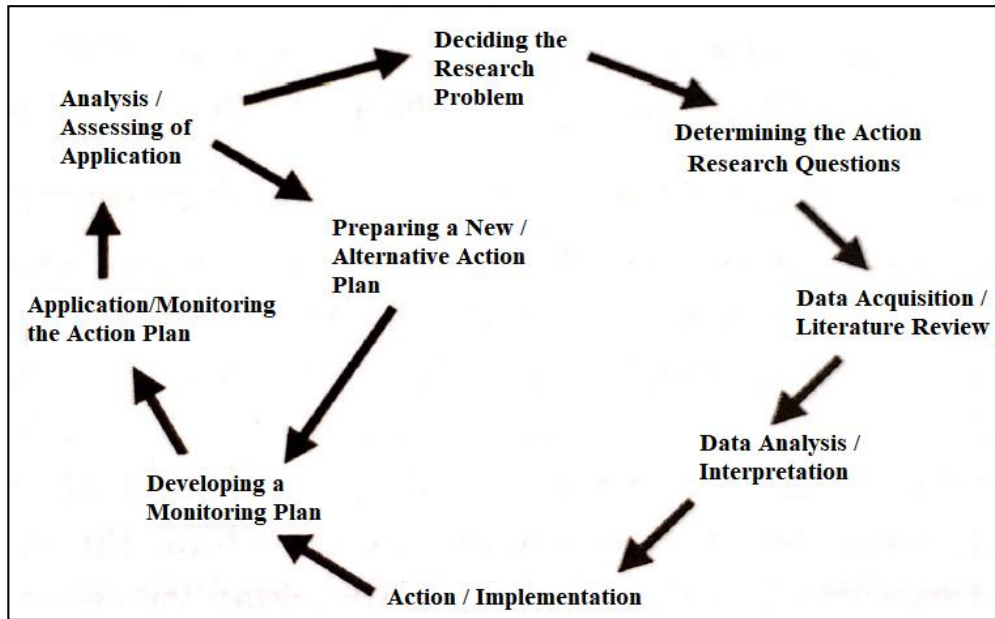 Deciding the
Research
Problem
Determining the Action
Research Questions
Data Acquisition /
Literature Review
Data Analysis /
Interpretation
Action / Implementation
Developing a
Monitoring Plan
Application/Monitoring
the Action Plan
Analysis /
Assessing of
Application
Preparing a New /
Alternative Action
Plan